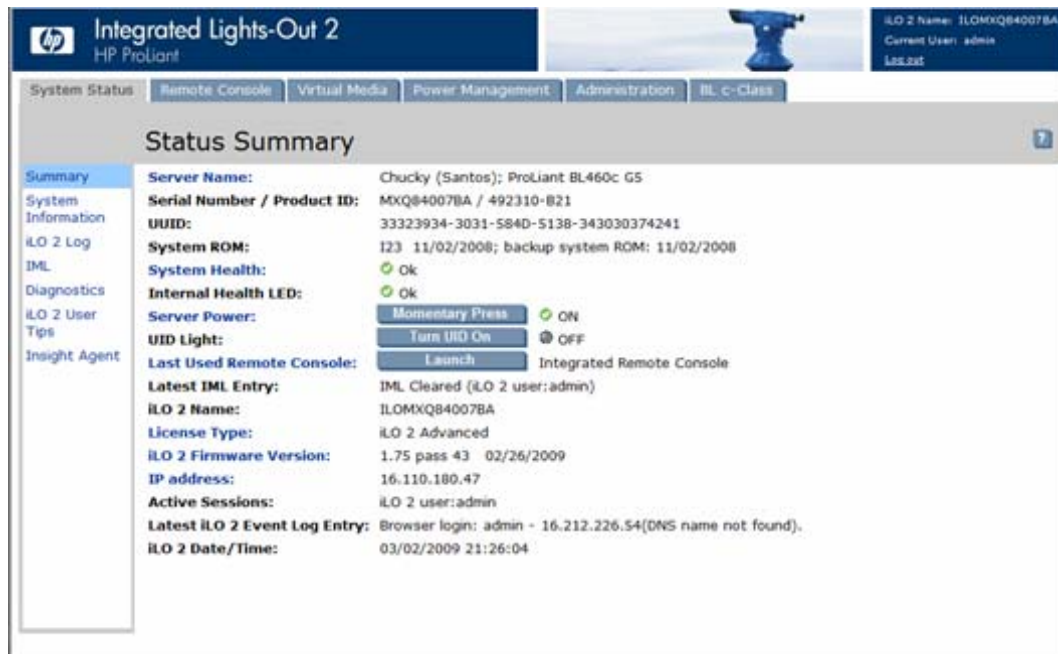 hp
Integrated Lights-Out 2
HP ProLiant
iLO 2 Name: ILOMXQ84007BA
Current User: admin
Log out
System Status Remote Console Virtual Media Power Management Administration BL c-Class
Status Summary
?
Summary
System Information
iLO 2 Log
IML
Diagnostics
iLO 2 User Tips
Insight Agent
Server Name: Chucky (Santos); ProLiant BL460c G5
Serial Number / Product ID: MXQ84007BA / 492310-B21
UUID: 33323934-3031-584D-5138-343030374241
System ROM: I23 11/02/2008; backup system ROM: 11/02/2008
System Health: Ok
Internal Health LED: Ok
Server Power: Momentary Press ON
UID Light: Turn UID On OFF
Last Used Remote Console: Launch Integrated Remote Console
Latest IML Entry: IML Cleared (iLO 2 user:admin)
iLO 2 Name: ILOMXQ84007BA
License Type: iLO 2 Advanced
iLO 2 Firmware Version: 1.75 pass 43 02/26/2009
IP address: 16.110.180.47
Active Sessions: iLO 2 user:admin
Latest iLO 2 Event Log Entry: Browser login: admin - 16.212.226.54(DNS name not found).
iLO 2 Date/Time: 03/02/2009 21:26:04